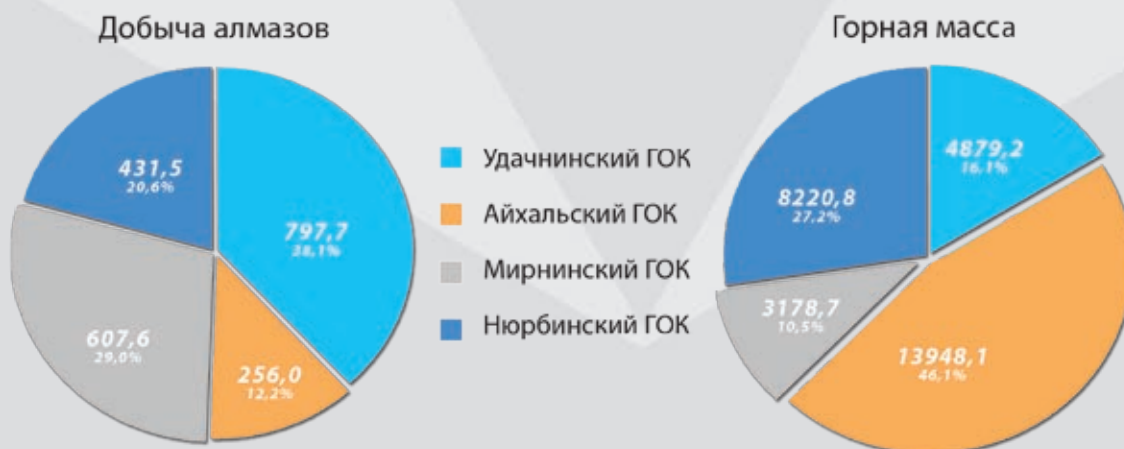 Добыча алмазов
431,5
20,6%
797,7
38,1%
607,6
29,0%
256,0
12,2%
Удачнинский ГОК
Айхальский ГОК
Мирнинский ГОК
Нюрбинский ГОК
Горная масса
4879,2
16,1%
8220,8
27,2%
3178,7
10,5%
13948,1
46,1%